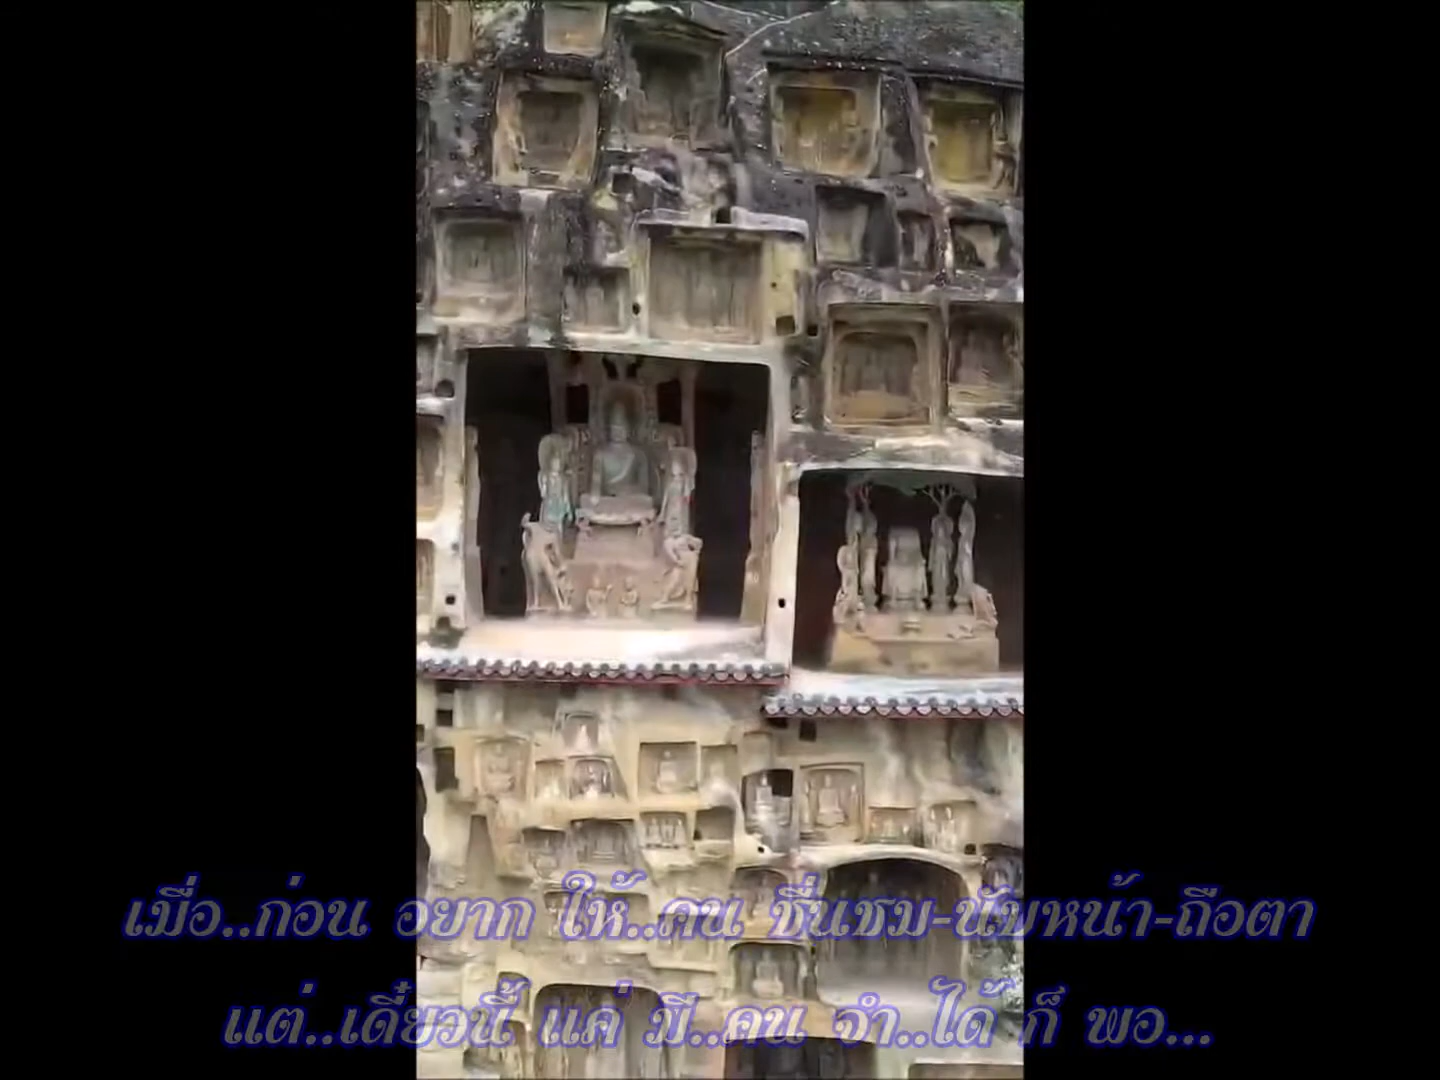 เมื่อ..ก่อน อยาก ให้..คน ชื่นชม-นับหน้า-ถือตา
แต่..เดี๋ยวนี้ แค่ มี..คน จำ..ได้ ก็ พอ...